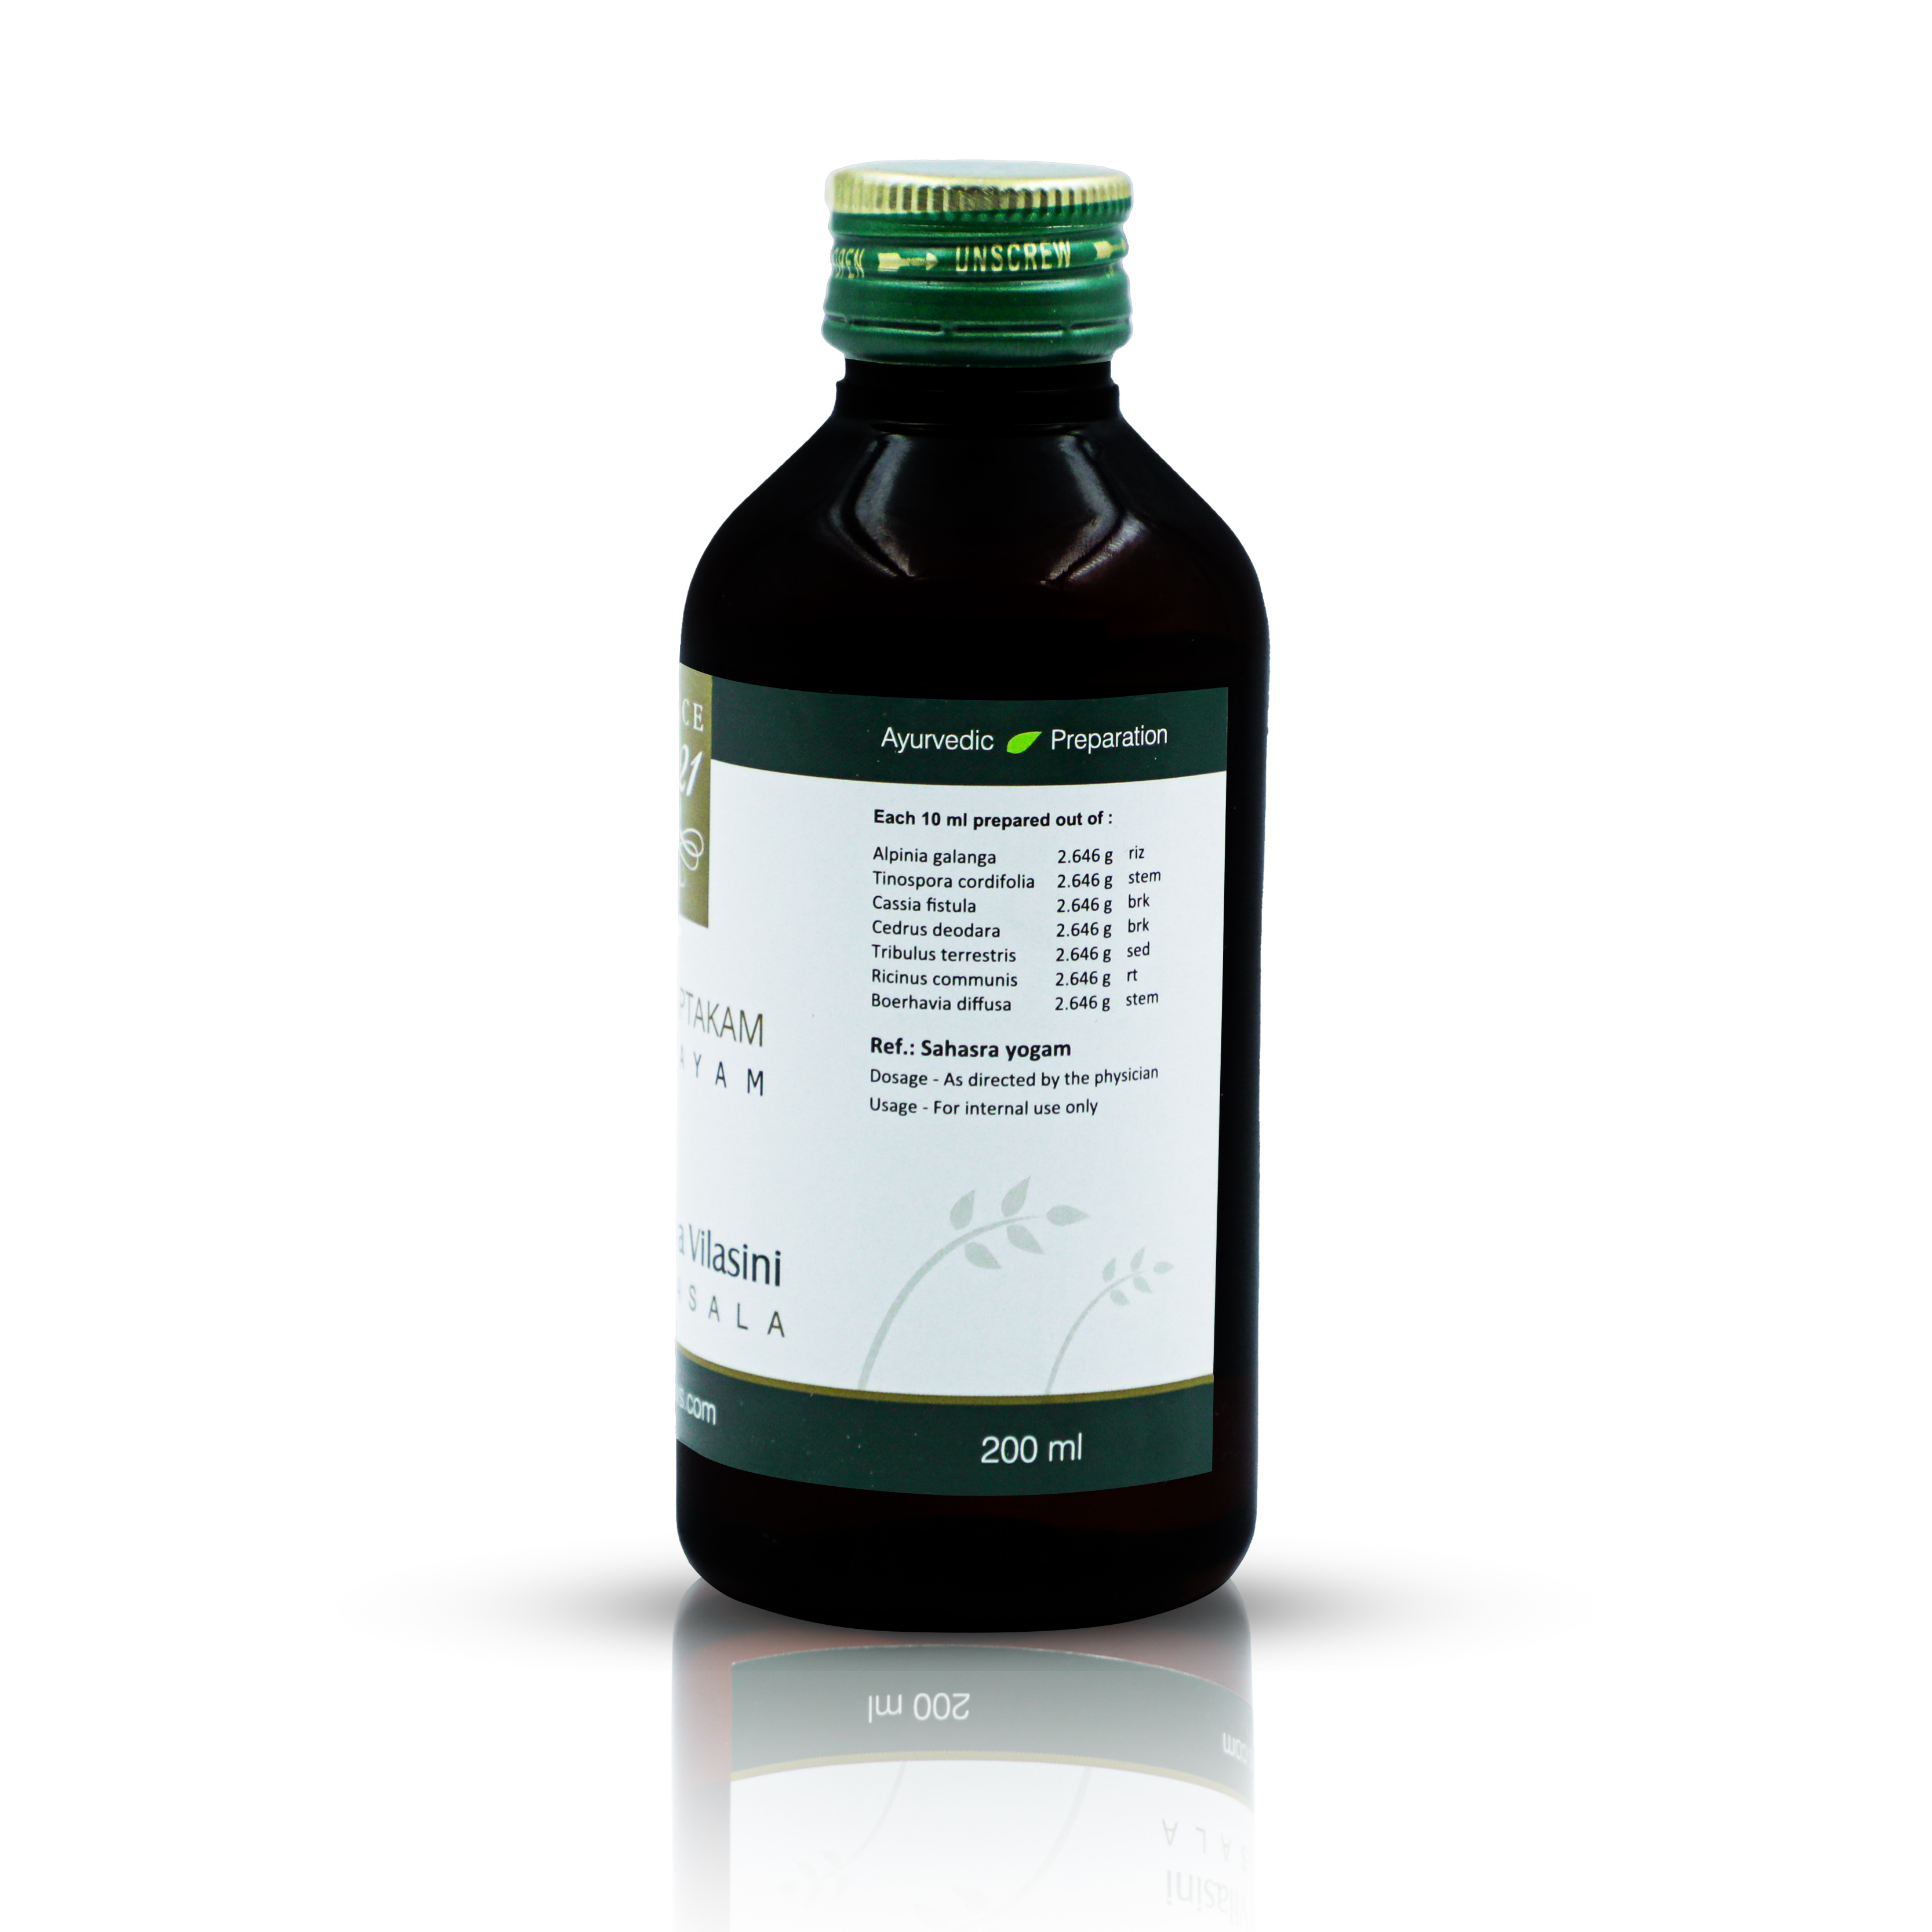 UNSCREW
CE
21
Ayurvedic Preparation
Each 10 ml prepared out of :
Alpinia galanga 2.646 g riz
Tinospora cordifolia 2.646 g stem
Cassia fistula 2.646 g brk
Cedrus deodara 2.646 g brk
Tribulus terrestris 2.646 g sed
Ricinus communis 2.646 g rt
Boerhavia diffusa 2.646 g stem
Ref.: Sahasra yogam
Dosage - As directed by the physician
Usage - For internal use only
PTAKAM
AYAM
a Vilasini
SALA
s.com
200 ml